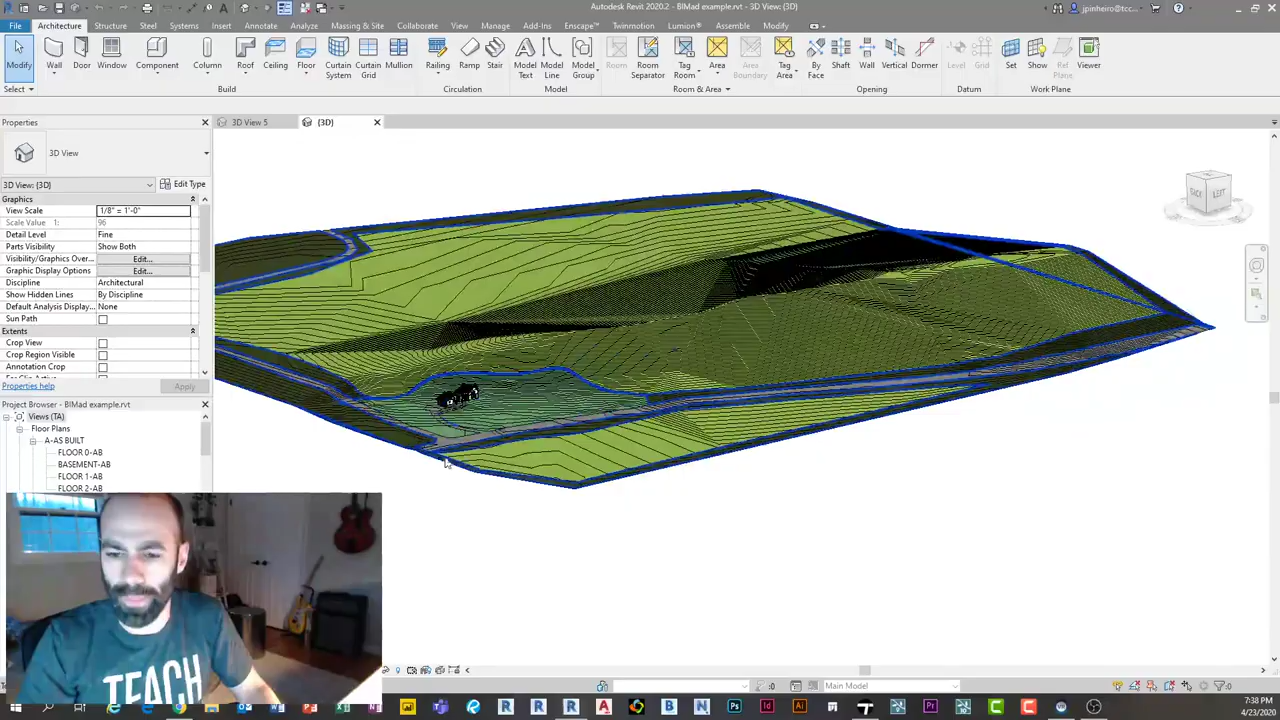 Autodesk Revit 2020.2 - BIMad example.rvt - 3D View: {3D}
jpinheiro@tcc...
File Architecture Structure Steel Systems Insert Annotate Analyze Massing & Site Collaborate View Manage Add-Ins Enscape™ Twinmotion Lumion® Assemble Modify
Modify Wall Door Window Component Column Roof Ceiling Floor Curtain System Curtain Grid Mullion Railing Ramp Stair Model Text Model Line Model Group Room Room Separator Tag Room Area Area Boundary Tag Area By Face Shaft Wall Vertical Dormer Level Grid Set Show Ref Plane Viewer
Select Build Circulation Model Room & Area Opening Datum Work Plane
Properties 3D View 5 {3D}
3D View
3D View: {3D} Edit Type
Graphics
View Scale 1/8" = 1'-0"
Scale Value 1: 96
Detail Level Fine
Parts Visibility Show Both
Visibility/Graphics Over... Edit...
Graphic Display Options Edit...
Discipline Architectural
Show Hidden Lines By Discipline
Default Analysis Display... None
Sun Path
Extents
Crop View
Crop Region Visible
Annotation Crop
Properties help Apply
Project Browser - BIMad example.rvt
Views (TA)
Floor Plans
A-AS BUILT
FLOOR 0-AB
BASEMENT-AB
FLOOR 1-AB
FLOOR 2-AB
LEFT
TEACH
:0 Main Model :0
7:38 PM
4/23/2020